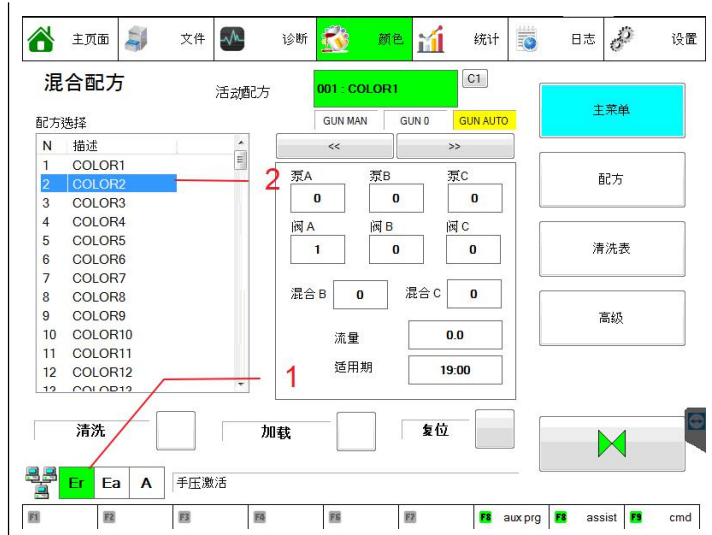 主页面 文件 诊断 颜色 统计 日志 设置
混合配方
活动配方
001 : COLOR1
C1
主菜单
GUN MAN GUN 0 GUN AUTO
配方选择
<< >>
N 描述
1 COLOR1
2 COLOR2
3 COLOR3
4 COLOR4
5 COLOR5
6 COLOR6
7 COLOR7
8 COLOR8
9 COLOR9
10 COLOR10
11 COLOR11
12 COLOR12
12 COLOR12
2
泵A 泵B 泵C
0 0 0
阀 A 阀 B 阀 C
1 0 0
混合 B 0 混合 C 0
流量 0.0
适用期 19:00
配方
清洗表
高级
1
清洗 加载 复位
Er Ea A 手压激活
F1 F2 F3 F4 F5 F7 F8 aux prg F8 assist F9 cmd